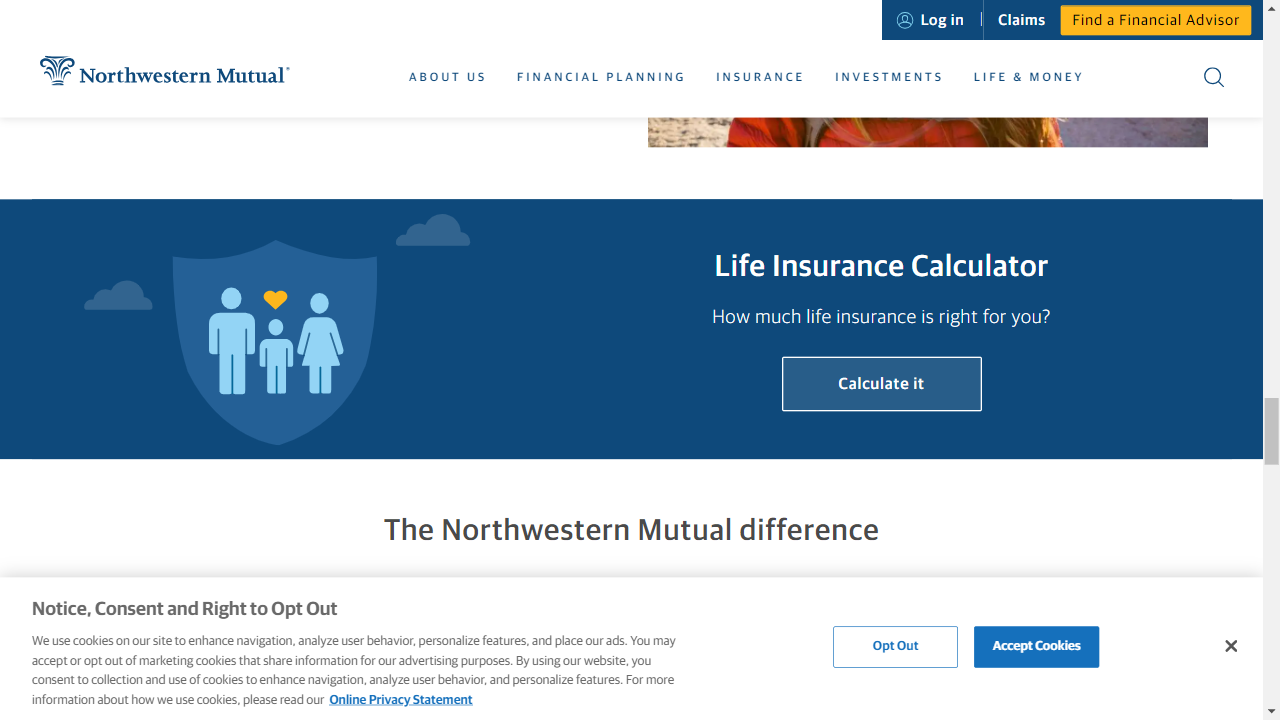 Log in
Claims
Find a Financial Advisor
Northwestern Mutual®
ABOUT US
FINANCIAL PLANNING
INSURANCE
INVESTMENTS
LIFE & MONEY
Life Insurance Calculator
How much life insurance is right for you?
Calculate it
The Northwestern Mutual difference
Notice, Consent and Right to Opt Out
We use cookies on our site to enhance navigation, analyze user behavior, personalize features, and place our ads. You may
accept or opt out of marketing cookies that share information for our advertising purposes. By using our website, you
consent to collection and use of cookies to enhance navigation, analyze user behavior, and personalize features. For more
information about how we use cookies, please read our Online Privacy Statement
Opt Out
Accept Cookies